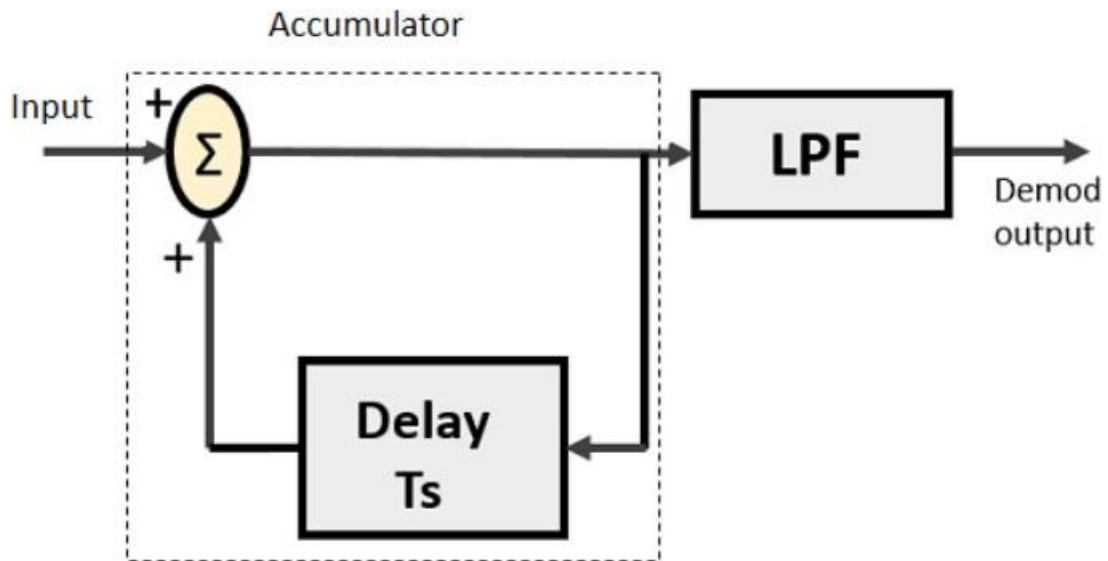 Accumulator
Input
+
Σ
LPF
Demod
output
+
Delay
Ts